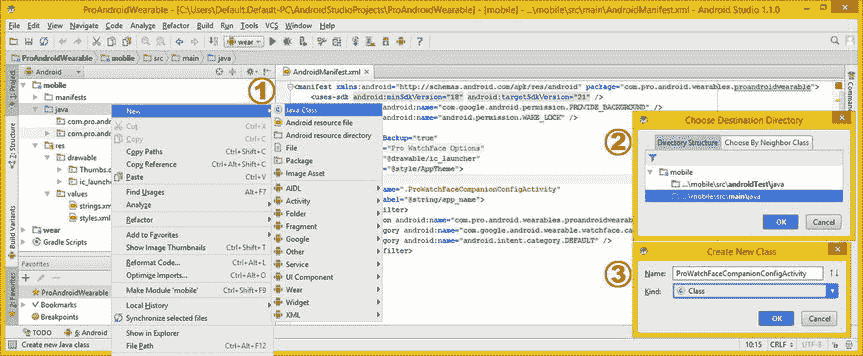 ProAndroidWearable - [C:\Users\Default.Default-PC\AndroidStudioProjects\ProAndroidWearable] - [mobile] - ...\mobile\src\main\AndroidManifest.xml - Android Studio 1.1.0
File Edit View Navigate Code Analyze Refactor Build Run Tools VCS Window Help
wear
ProAndroidWearable mobile src main java
Android
AndroidManifest.xml
1: Project
Z: Structure
Build Variants
2: Favorites
mobile
manifests
java
com.pro.an
com.pro.an
res
drawable
Thumbs.c
ic_launcher
values
strings.xm
styles.xml
wear
Gradle Scripts
Favorites
ProAndroidWearable
Bookmarks
Breakpoints
TODO 6: Android
Create new Java class
1
New
Cut Ctrl+X
Copy Ctrl+C
Copy Paths Ctrl+Shift+C
Copy Reference Ctrl+Alt+Shift+C
Paste Ctrl+V
Find Usages Alt+F7
Analyze
Refactor
Add to Favorites
Show Image Thumbnails Ctrl+Shift+T
Reformat Code... Ctrl+Alt+L
Optimize Imports... Ctrl+Alt+O
Make Module 'mobile' Ctrl+Shift+F9
Local History
Synchronize selected files
Show in Explorer
File Path Ctrl+Alt+F12
Java Class
Android resource file
Android resource directory
File
Package
Image Asset
AIDL
Activity
Folder
Fragment
Google
Other
Service
UI Component
Wear
Widget
XML
<manifest xmlns:android="http://schemas.android.com/apk/res/android" package="com.pro.android.wearables.proandroidwearable">
<uses-sdk android:minSdkVersion="18" android:targetSdkVersion="21" />
android:name="com.google.android.permission.PROVIDE_BACKGROUND" />
android:name="android.permission.WAKE_LOCK" />
Backup="true"
"Pro WatchFace Options"
"@drawable/ic_launcher"
"@style/AppTheme">
".ProWatchFaceCompanionConfigActivity"
label="@string/app_name">
filter>
on android:name="com.pro.android.wearables.proandroidw
gory android:name="com.google.android.wearable.watchface.ca
gory android:name="android.intent.category.DEFAULT" />
filter>
Comman
2
Choose Destination Directory
Directory Structure Choose By Neighbor Class
mobile
...\mobile\src\androidTest\java
...\mobile\src\main\java
OK Cancel
3
Create New Class
Name: ProWatchFaceCompanionConfigActivity
Kind: Class
OK Cancel
10:15 CRLF UTF-8